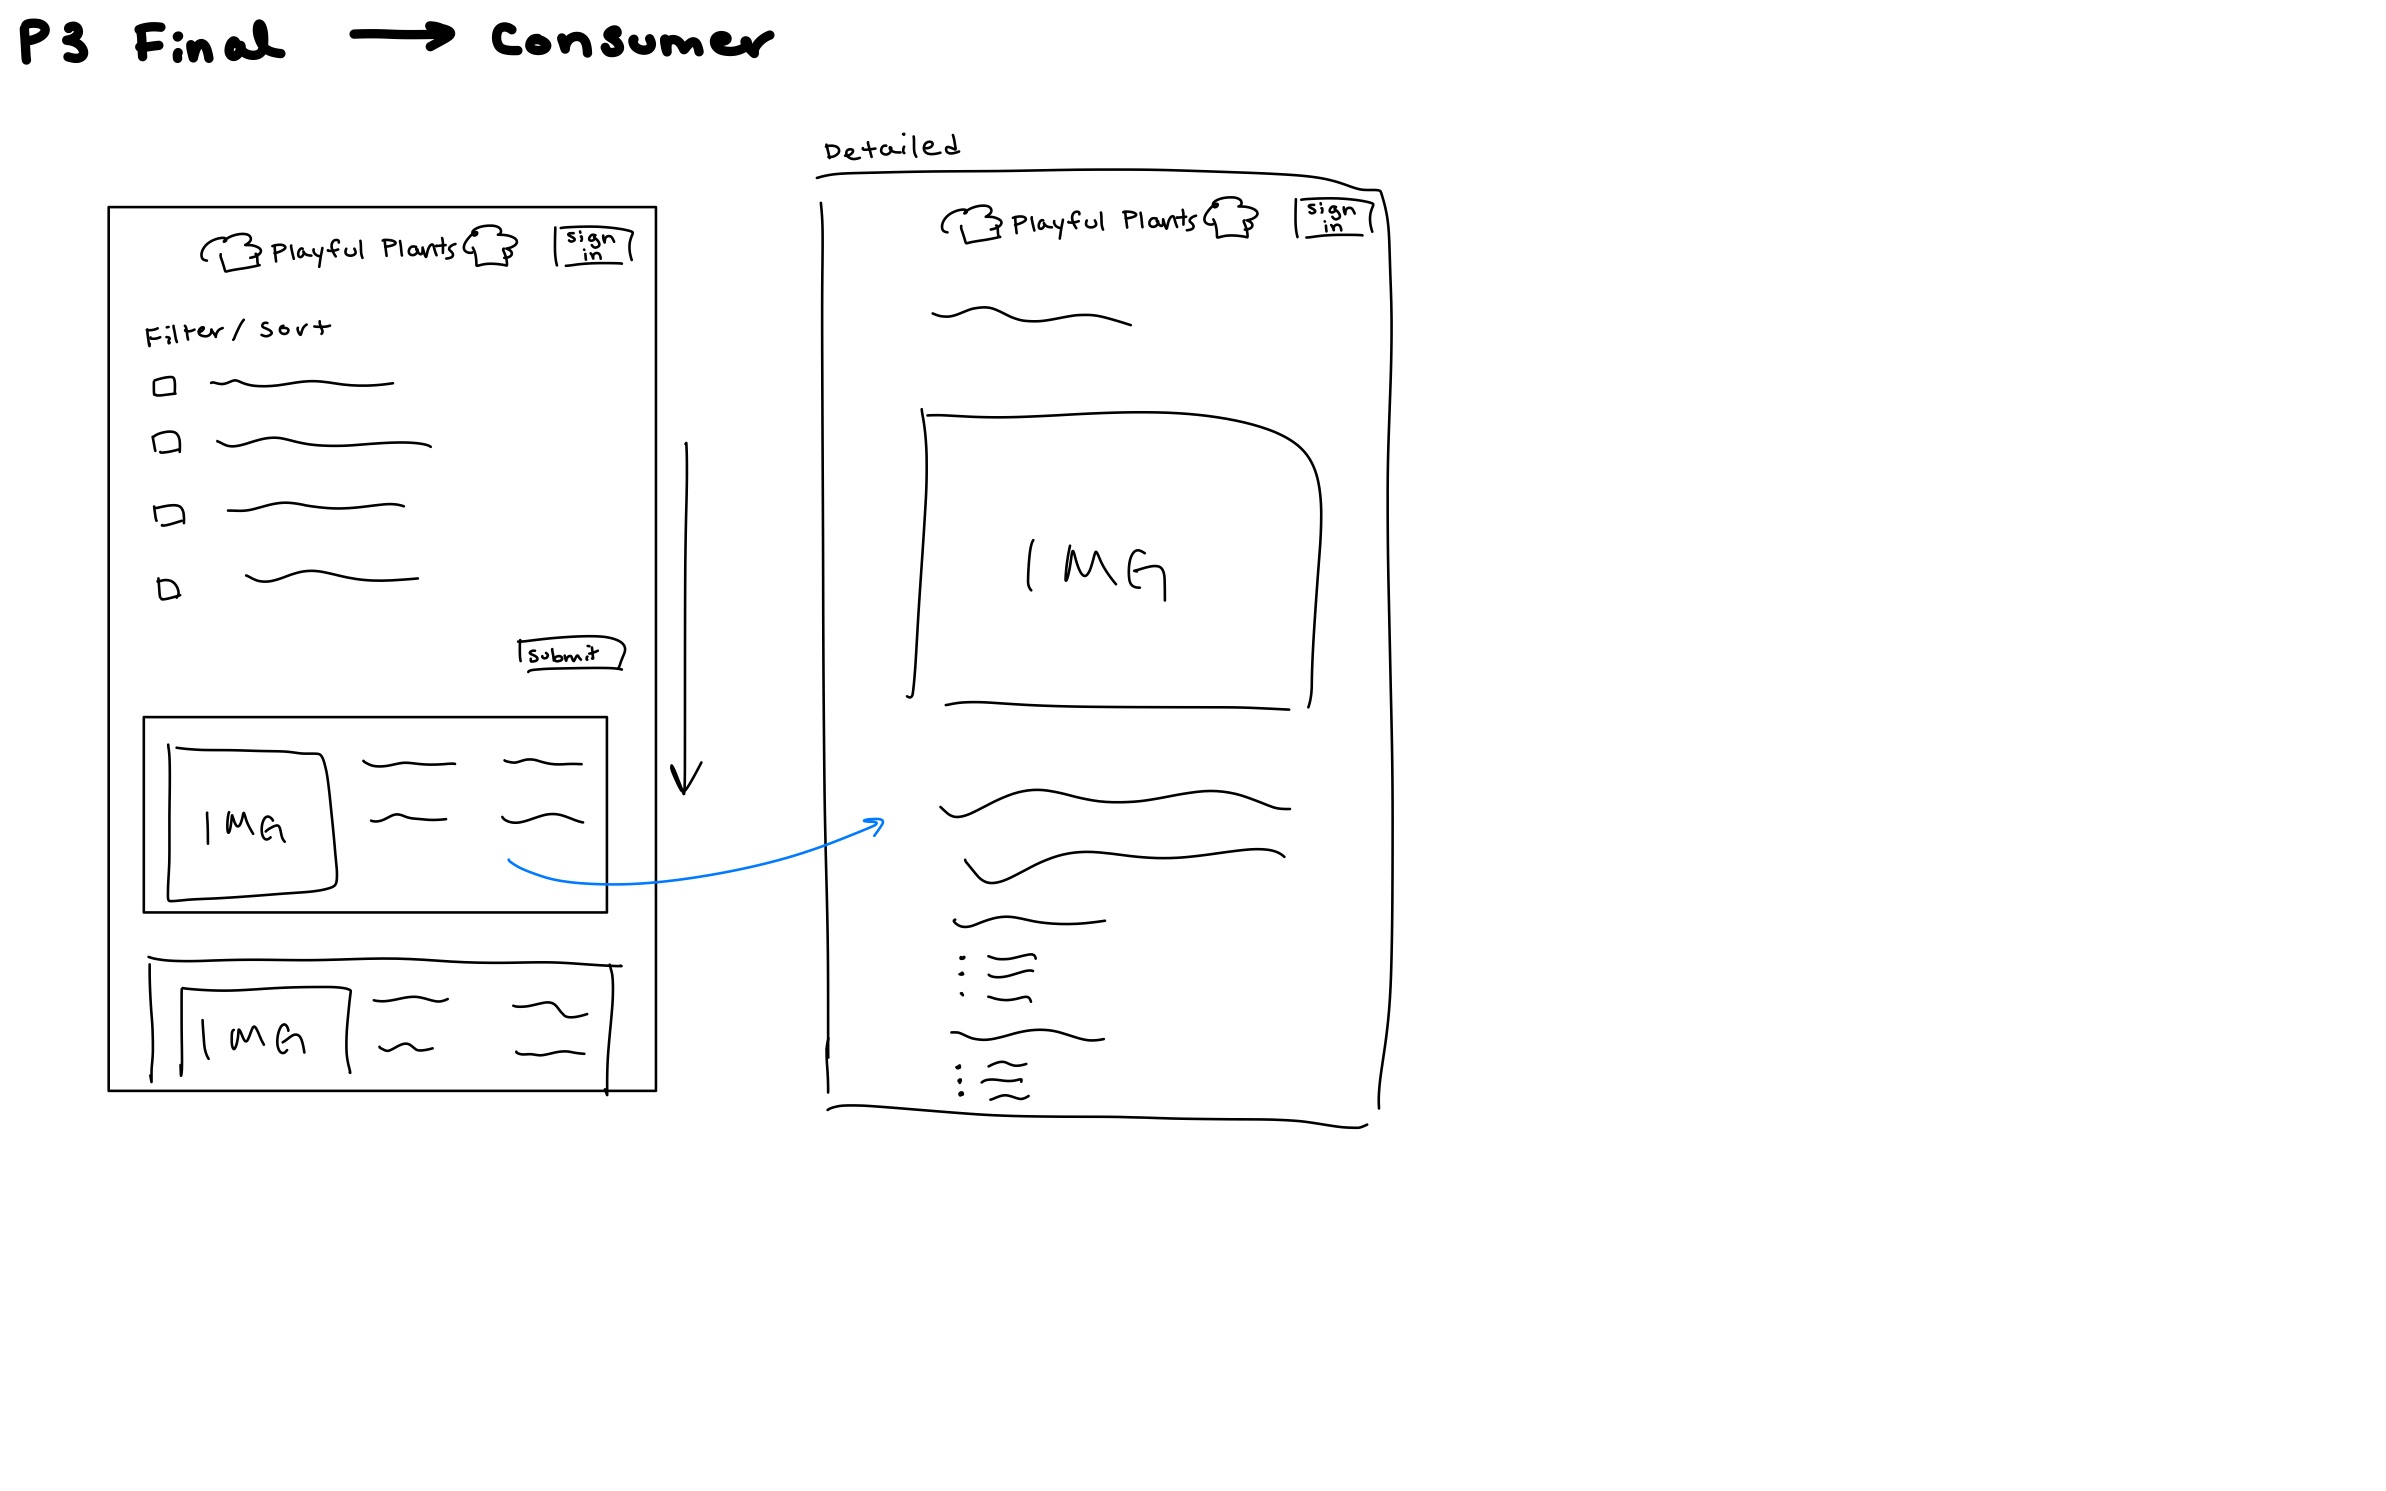 P3 Final → Consumer
Detailed
Playful Plants
sign
in
Filter / Sort
submit
IMG
IMG
Playful Plants
sign
in
IMG